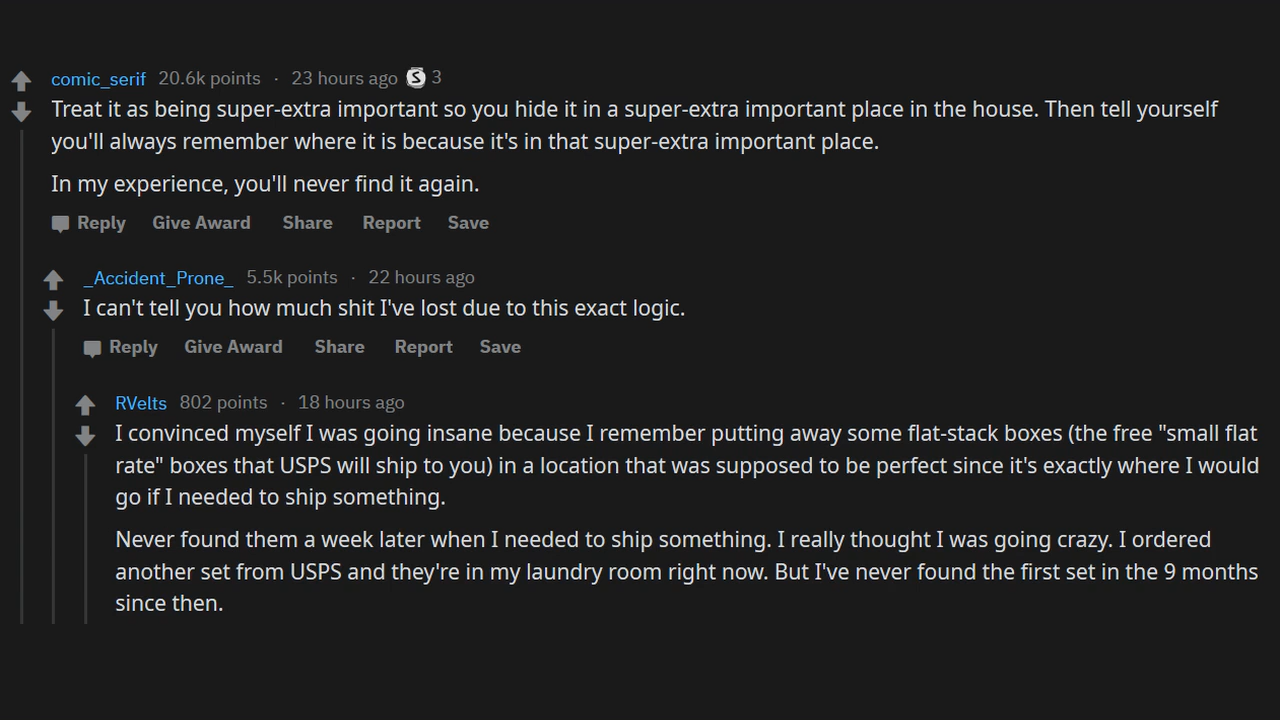 comic_serif 20.6k points · 23 hours ago S 3
Treat it as being super-extra important so you hide it in a super-extra important place in the house. Then tell yourself
you'll always remember where it is because it's in that super-extra important place.
In my experience, you'll never find it again.
Reply Give Award Share Report Save
_Accident_Prone_ 5.5k points · 22 hours ago
I can't tell you how much shit I've lost due to this exact logic.
Reply Give Award Share Report Save
RVelts 802 points · 18 hours ago
I convinced myself I was going insane because I remember putting away some flat-stack boxes (the free "small flat
rate" boxes that USPS will ship to you) in a location that was supposed to be perfect since it's exactly where I would
go if I needed to ship something.
Never found them a week later when I needed to ship something. I really thought I was going crazy. I ordered
another set from USPS and they're in my laundry room right now. But I've never found the first set in the 9 months
since then.